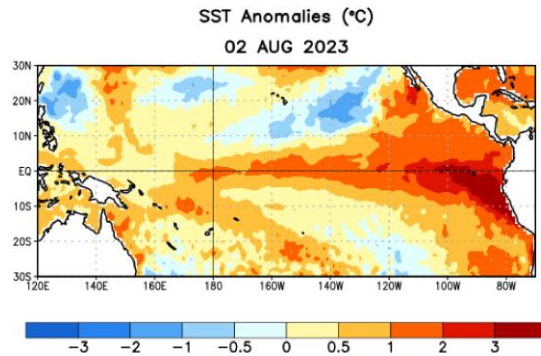 SST Anomalies (°C)
02 AUG 2023
30N
20N
10N
EQ
10S
20S
30S
120E 140E 160E 180 160W 140W 120W 100W 80W
-3 -2 -1 -0.5 0 0.5 1 2 3